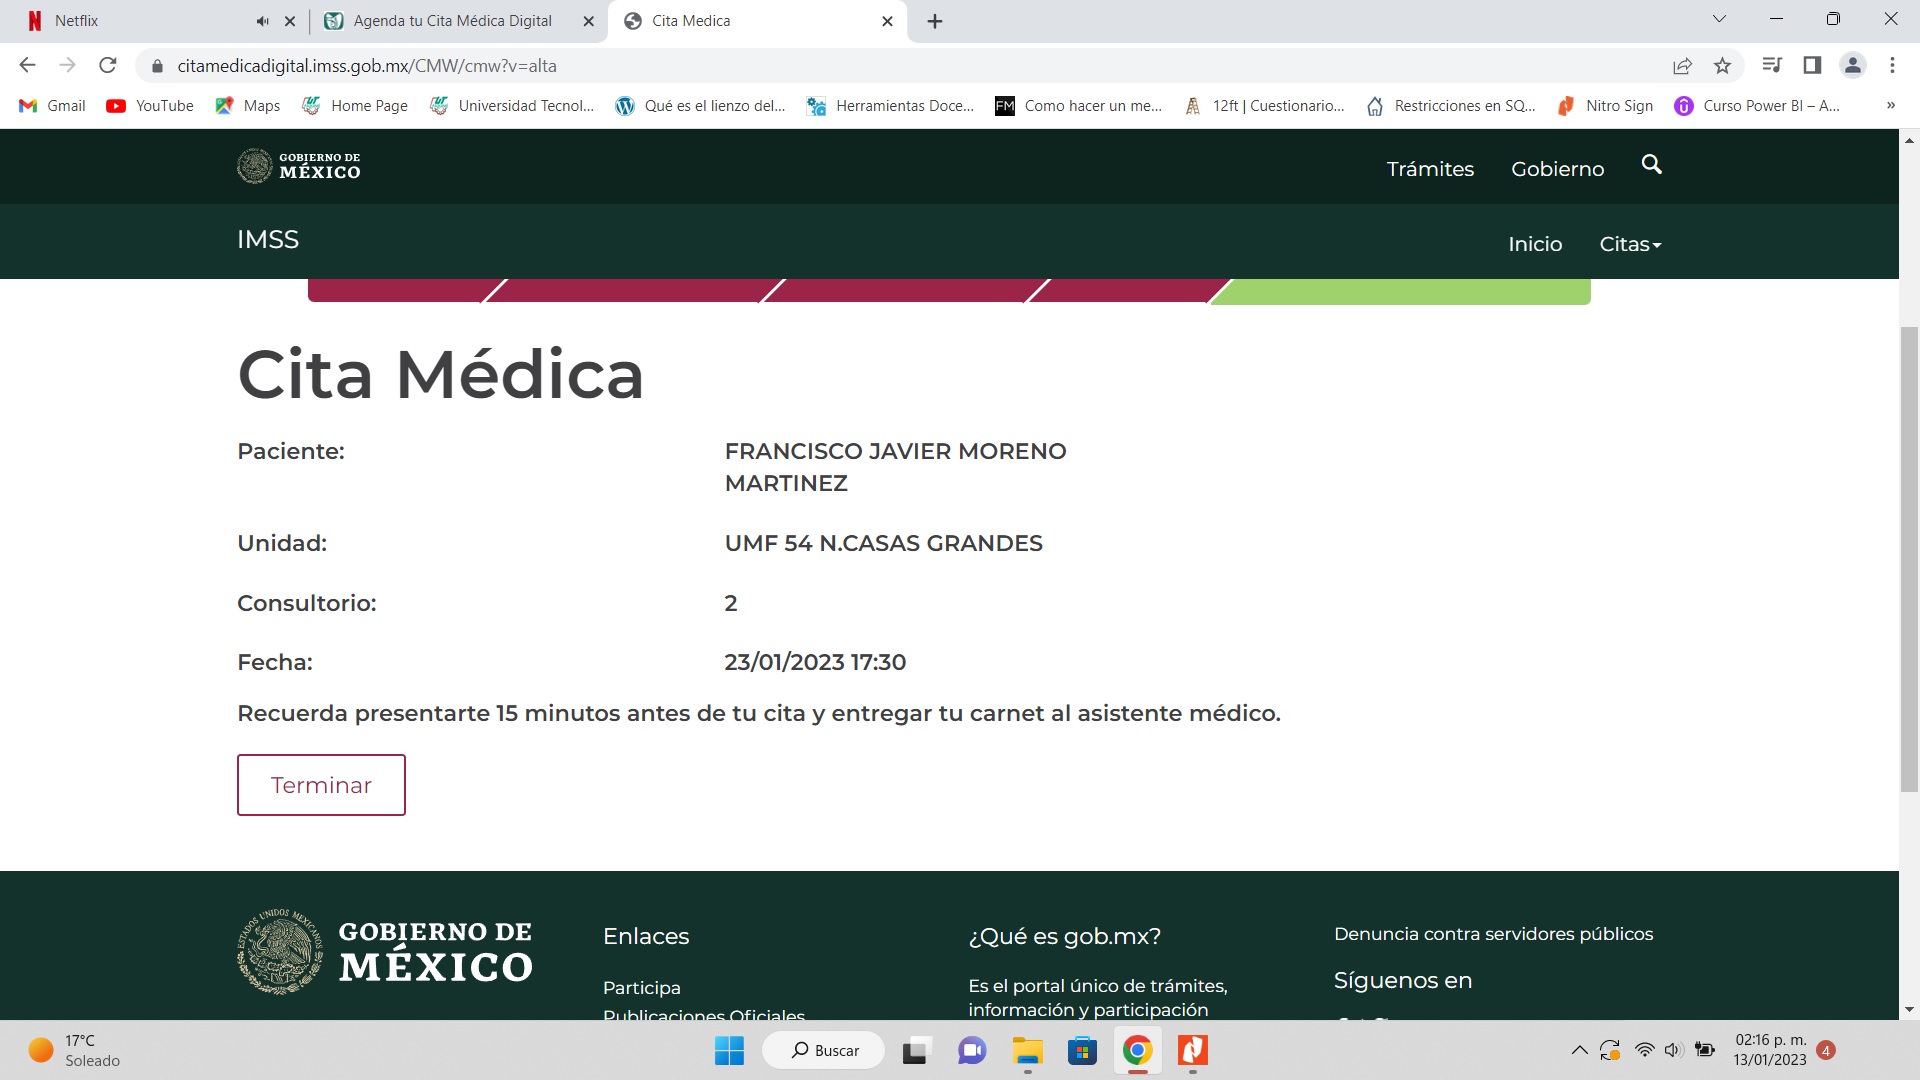 Netflix
Agenda tu Cita Médica Digital
Cita Medica
citamedicadigital.imss.gob.mx/CMW/cmw?v=alta
Gmail
YouTube
Maps
Home Page
Universidad Tecnol...
Qué es el lienzo del...
Herramientas Doce...
FM
Como hacer un me...
12ft | Cuestionario...
Restricciones en SQ...
Nitro Sign
Curso Power BI – A...
»
GOBIERNO DE
MÉXICO
Trámites
Gobierno
IMSS
Inicio
Citas
Cita Médica
Paciente:
FRANCISCO JAVIER MORENO
MARTINEZ
Unidad:
UMF 54 N.CASAS GRANDES
Consultorio:
2
Fecha:
23/01/2023 17:30
Recuerda presentarte 15 minutos antes de tu cita y entregar tu carnet al asistente médico.
Terminar
ESTADOS UNIDOS MEXICANOS
GOBIERNO DE
MÉXICO
Enlaces
Participa
Publicaciones Oficiales
¿Qué es gob.mx?
Es el portal único de trámites,
información y participación
Denuncia contra servidores públicos
Síguenos en
17°C
Soleado
Buscar
02:16 p. m.
13/01/2023
4